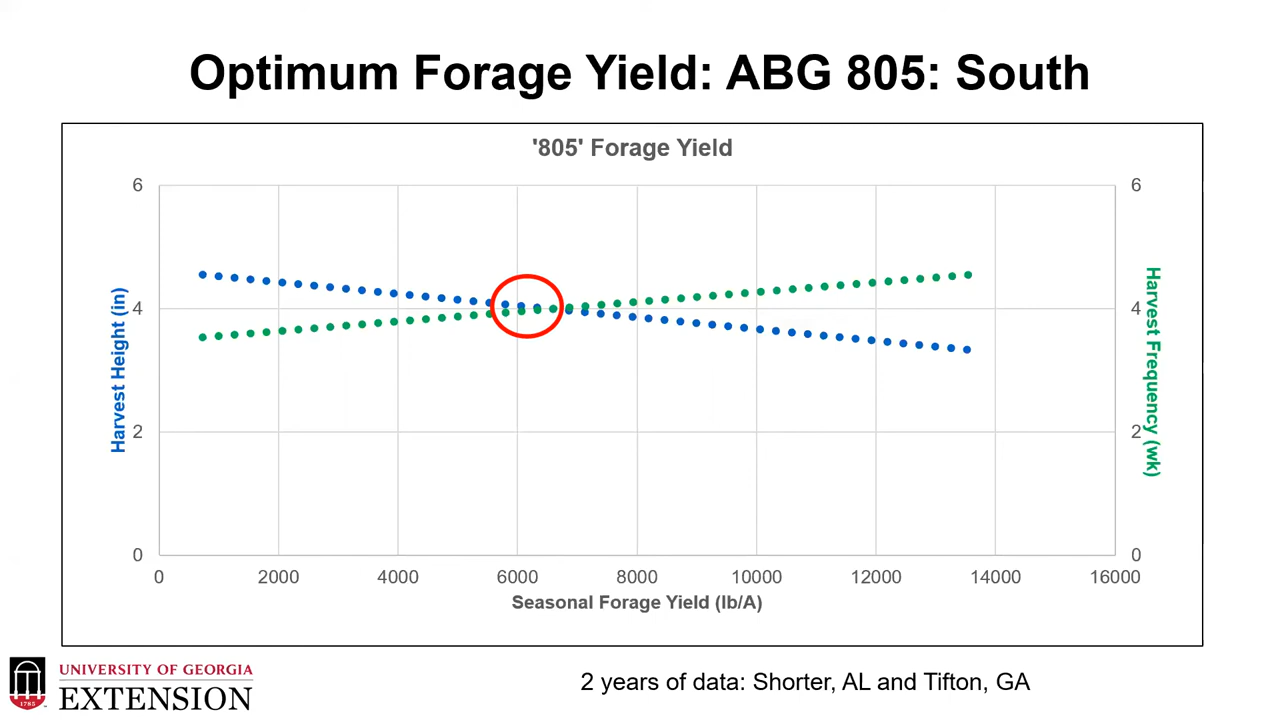 Optimum Forage Yield: ABG 805: South
'805' Forage Yield
6
4
2
0
Harvest Height (in)
6
4
2
0
Harvest Frequency (wk)
0 2000 4000 6000 8000 10000 12000 14000 16000
Seasonal Forage Yield (lb/A)
1785
UNIVERSITY OF GEORGIA
EXTENSION
2 years of data: Shorter, AL and Tifton, GA